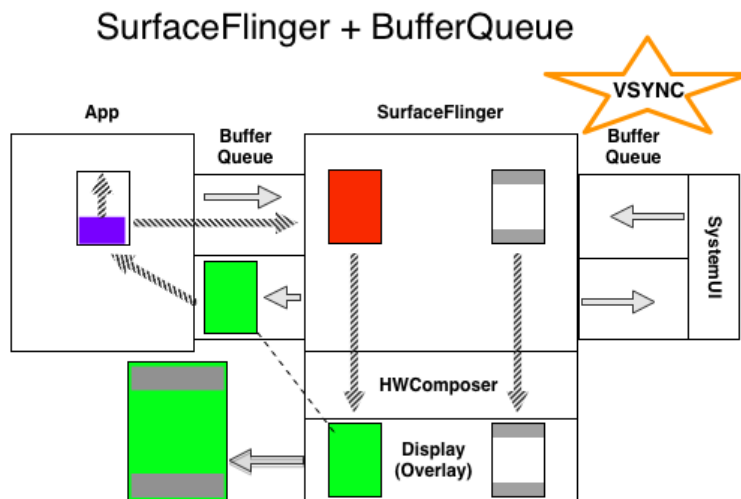 SurfaceFlinger + BufferQueue
VSYNC
App
SurfaceFlinger
Buffer
Queue
Buffer
Queue
SystemUI
HWComposer
Display
(Overlay)